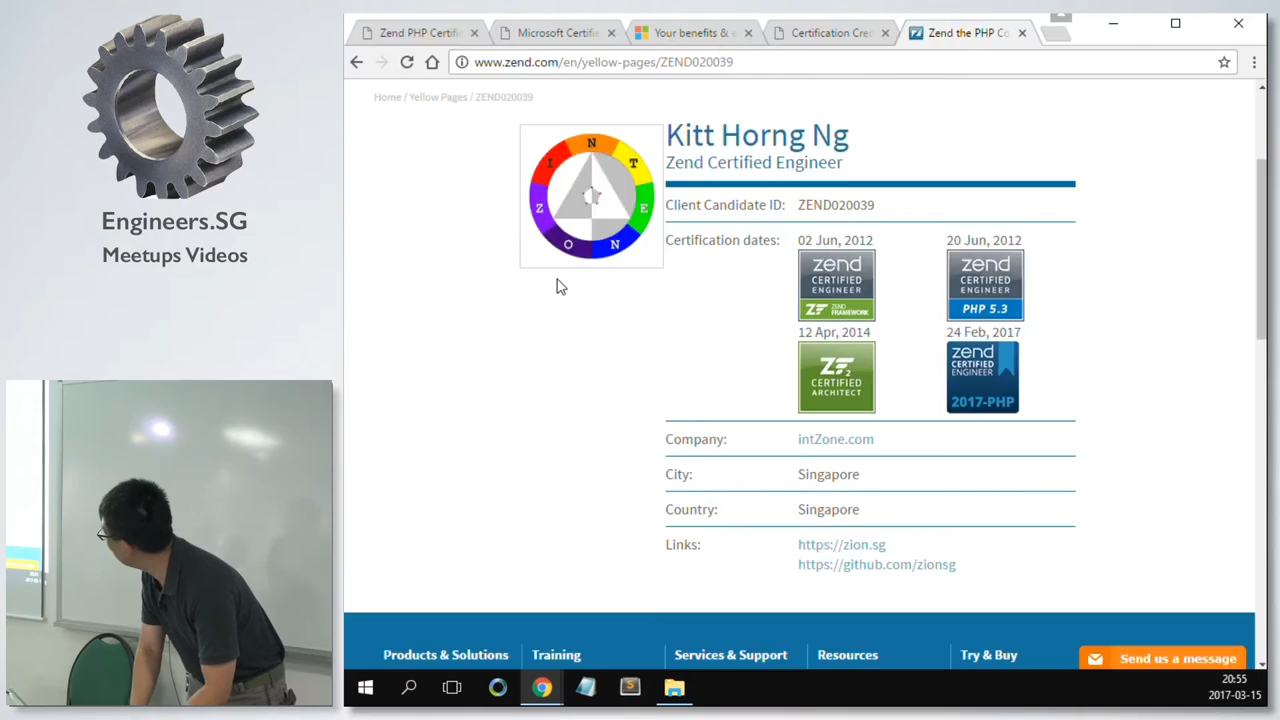 Engineers.SG
Meetups Videos
Zend PHP Certifi
Microsoft Certifie
Your benefits & e
Certification Cre
Zend the PHP Co
www.zend.com/en/yellow-pages/ZEND020039
Home / Yellow Pages / ZEND020039
I N T E N O Z
Kitt Horng Ng
Zend Certified Engineer
Client Candidate ID: ZEND020039
Certification dates: 02 Jun, 2012 20 Jun, 2012
zend
CERTIFIED
ENGINEER
ZF ZEND FRAMEWORK
zend
CERTIFIED
ENGINEER
PHP 5.3
12 Apr, 2014 24 Feb, 2017
ZF2
CERTIFIED
ARCHITECT
zend
CERTIFIED
ENGINEER
2017-PHP
Company: intZone.com
City: Singapore
Country: Singapore
Links: https://zion.sg
https://github.com/zionsg
Products & Solutions Training Services & Support Resources Try & Buy
Send us a message
20:55
2017-03-15